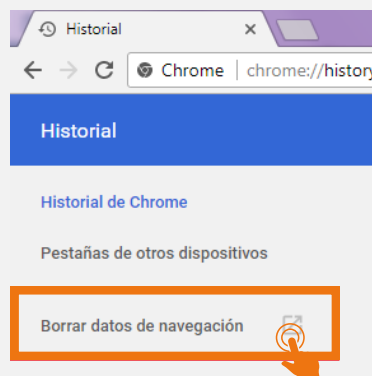 Historial
Chrome | chrome://history
Historial
Historial de Chrome
Pestañas de otros dispositivos
Borrar datos de navegación